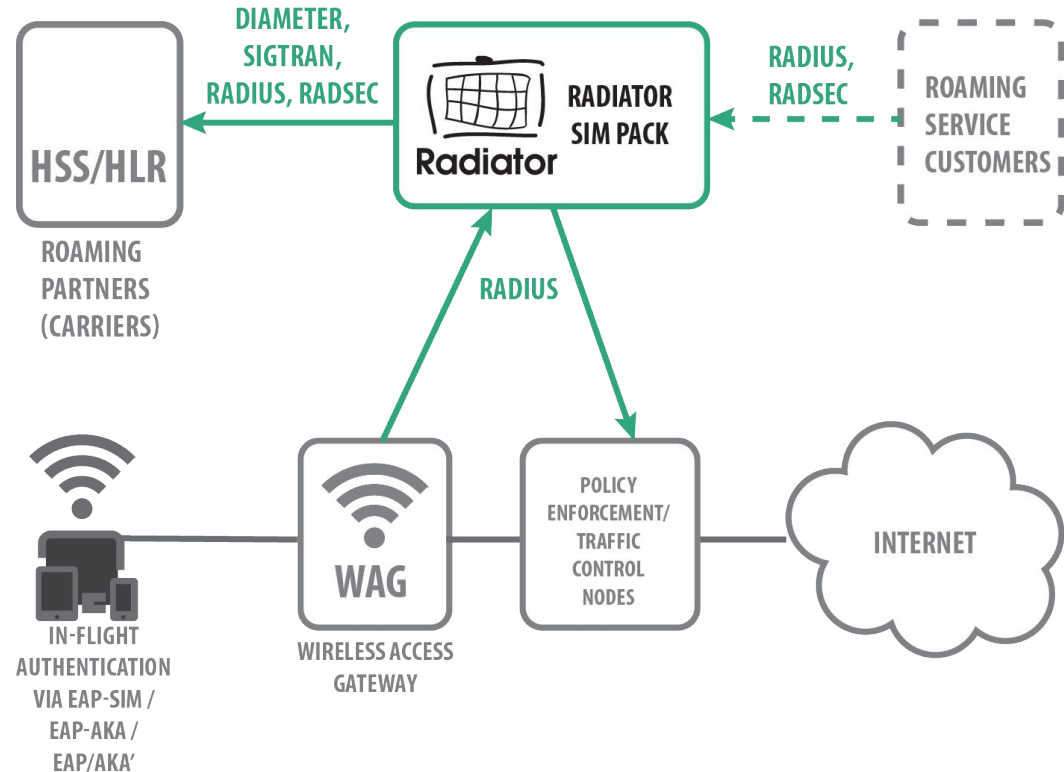 DIAMETER,
SIGTRAN,
RADIUS, RADSEC
HSS/HLR
ROAMING
PARTNERS
(CARRIERS)
Radiator
RADIATOR
SIM PACK
RADIUS,
RADSEC
ROAMING
SERVICE
CUSTOMERS
RADIUS
IN-FLIGHT
AUTHENTICATION
VIA EAP-SIM /
EAP-AKA /
EAP/AKA’
WAG
WIRELESS ACCESS
GATEWAY
POLICY
ENFORCEMENT/
TRAFFIC
CONTROL
NODES
INTERNET